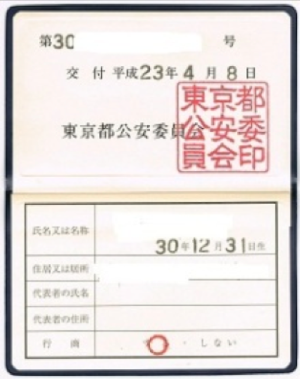 第30 号
交付 平成23年4月8日
東京都公安委員会
東京都
公安委
員会印
氏名又は名称
30年12月31日生
住居又は居所
代表者の氏名
代表者の住所
行商 する・しない